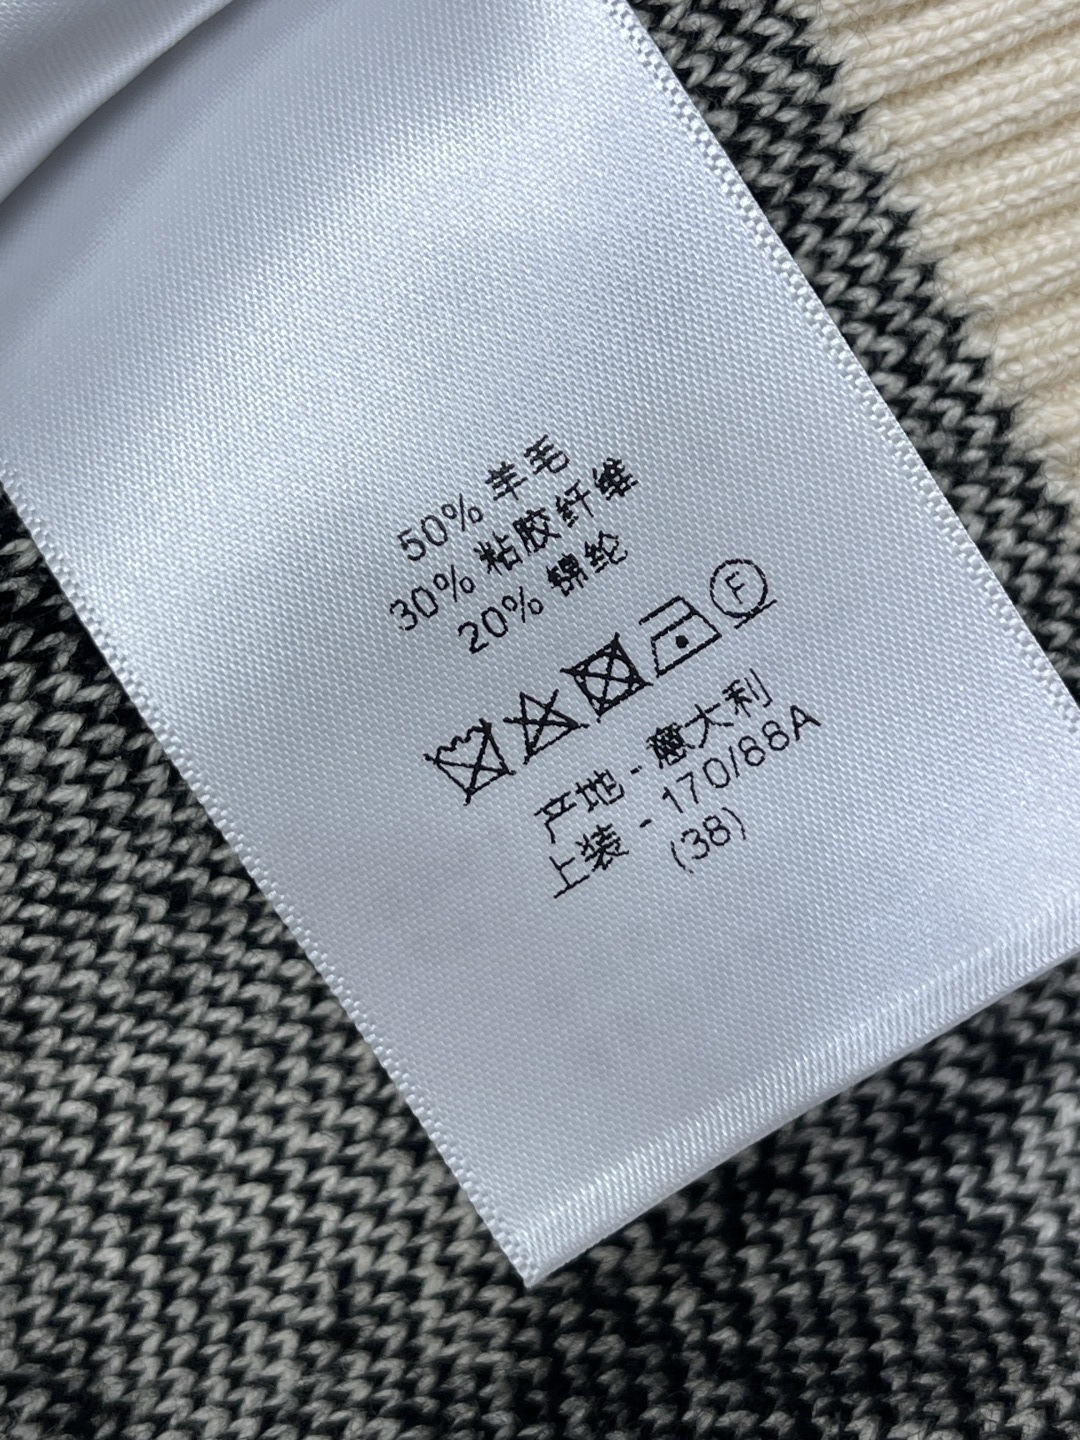 50% 羊毛
30% 粘胶纤维
20% 锦纶
F
产地 - 意大利
上装 - 170/88A
(38)